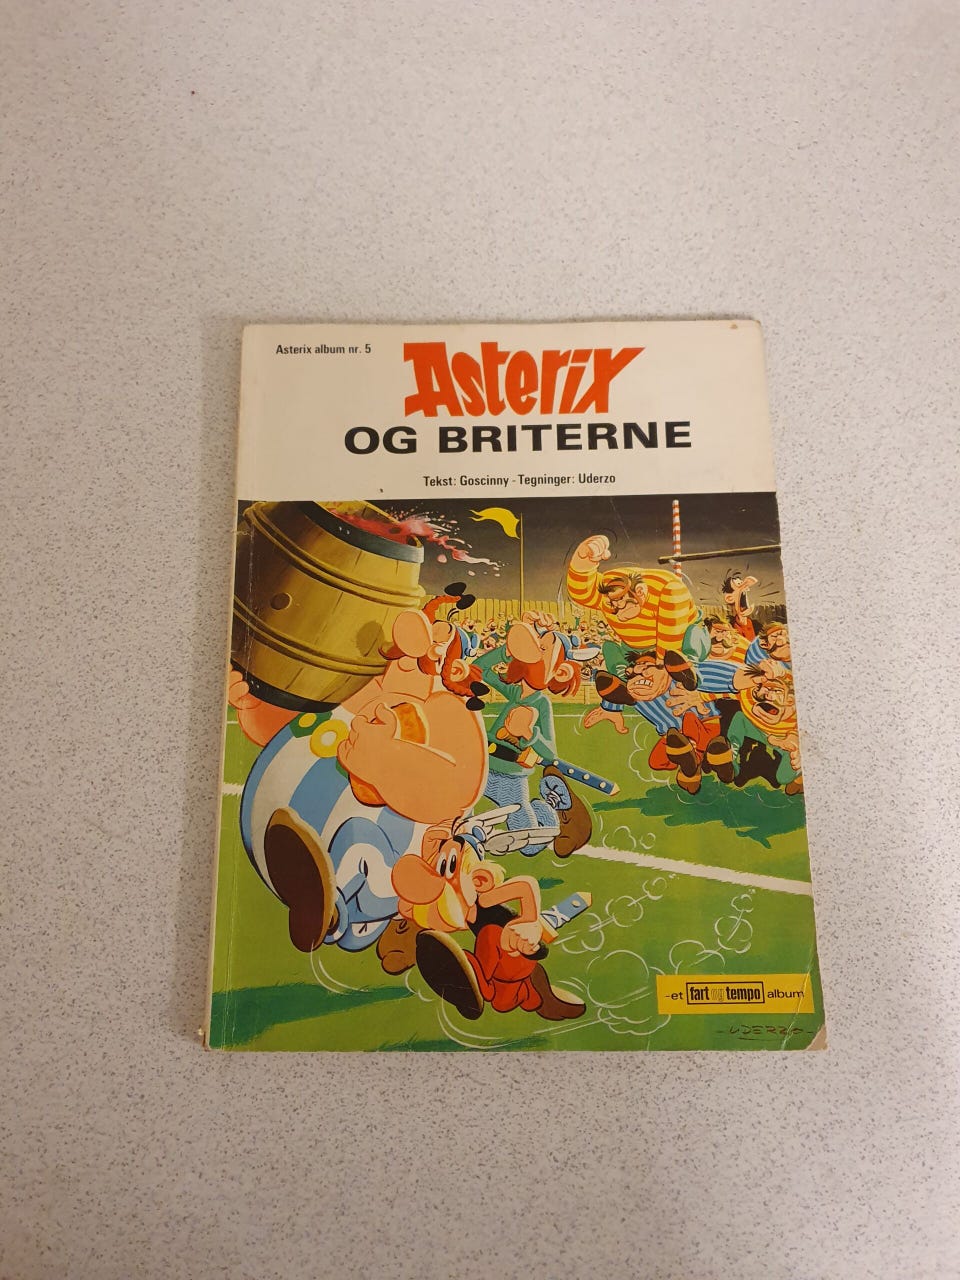 Asterix album nr. 5
Asterix
OG BRITERNE
Tekst: Goscinny - Tegninger: Uderzo
-et fart og tempo album
-UDERZO-